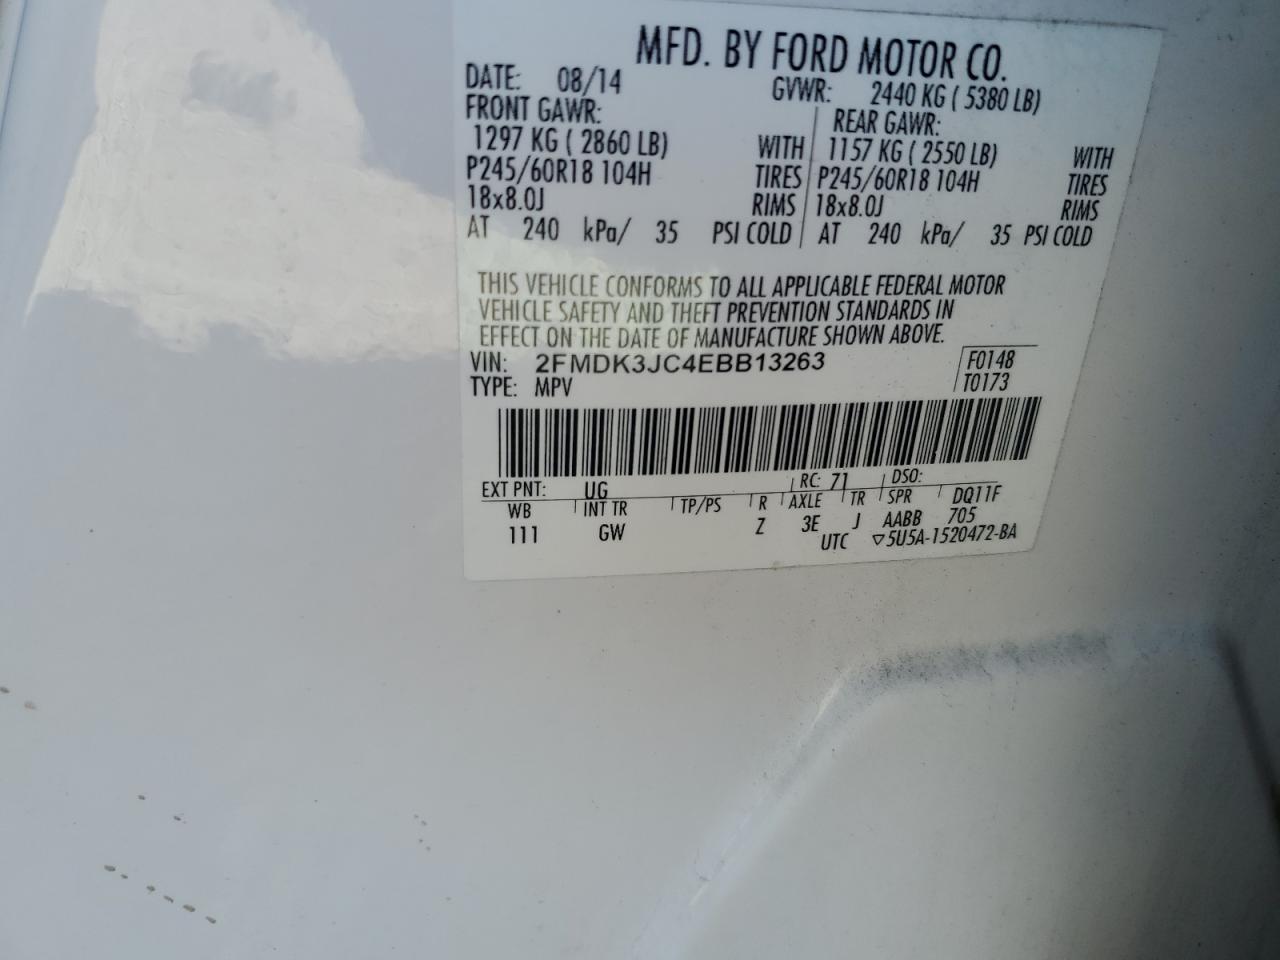 MFD. BY FORD MOTOR CO.
DATE: 08/14 GVWR: 2440 KG ( 5380 LB)
FRONT GAWR: REAR GAWR:
1297 KG ( 2860 LB) WITH 1157 KG ( 2550 LB) WITH
P245/60R18 104H TIRES P245/60R18 104H TIRES
18x8.0J RIMS 18x8.0J RIMS
AT 240 kPa/ 35 PSI COLD AT 240 kPa/ 35 PSI COLD
THIS VEHICLE CONFORMS TO ALL APPLICABLE FEDERAL MOTOR
VEHICLE SAFETY AND THEFT PREVENTION STANDARDS IN
EFFECT ON THE DATE OF MANUFACTURE SHOWN ABOVE.
VIN: 2FMDK3JC4EBB13263 F0148
TYPE: MPV T0173
EXT PNT: UG RC: 71 DSO:
WB INT TR TP/PS R AXLE TR SPR DQ11F
111 GW Z 3E J AABB 705
UTC ▽5U5A-1520472-BA